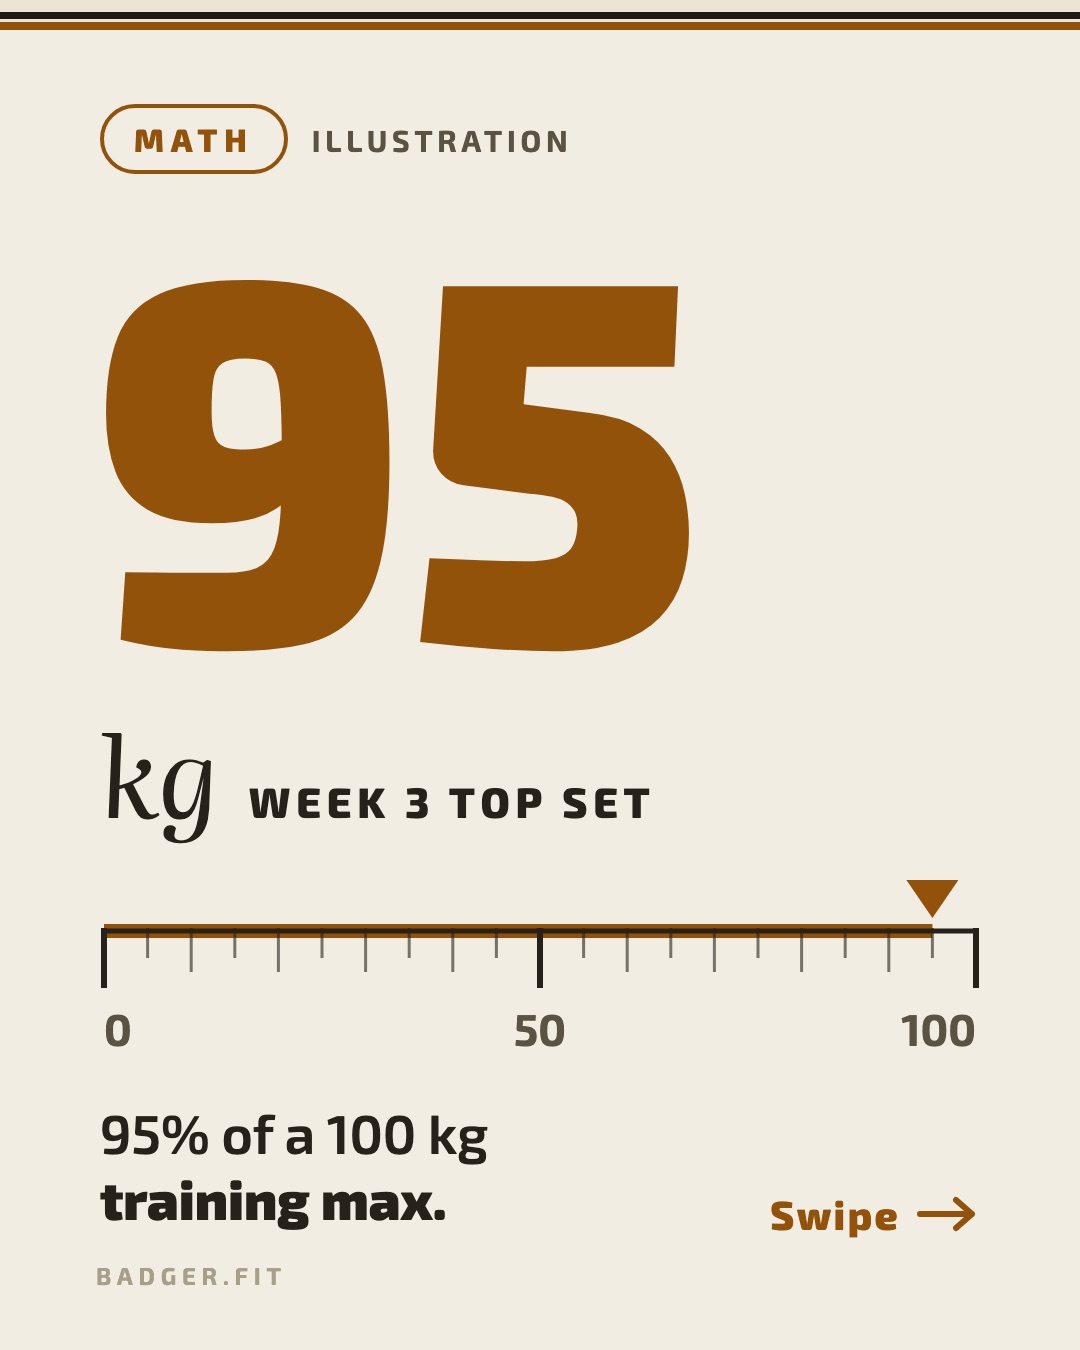 MATH ILLUSTRATION
95
kg WEEK 3 TOP SET
0 50 100
95% of a 100 kg
training max.
Swipe →
BADGER.FIT